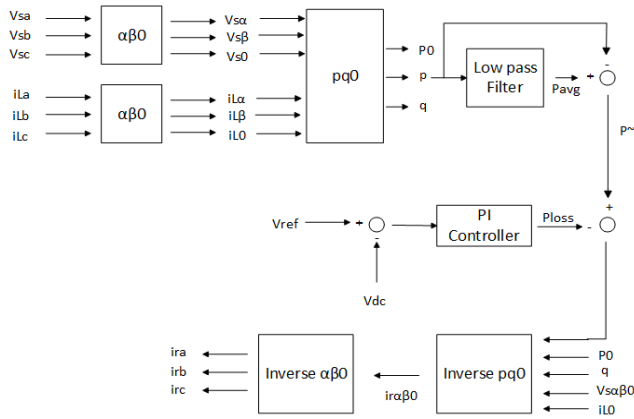 Vsa
Vsb
Vsc
αβ0
Vsα
Vsβ
Vs0
iLa
iLb
iLc
αβ0
iLα
iLβ
iL0
pq0
P0
p
q
Low pass
Filter
Pavg
+
-
P~
Vref
+
-
Vdc
PI
Controller
Ploss
+
-
ira
irb
irc
Inverse αβ0
irαβ0
Inverse pq0
P0
q
Vsαβ0
iL0